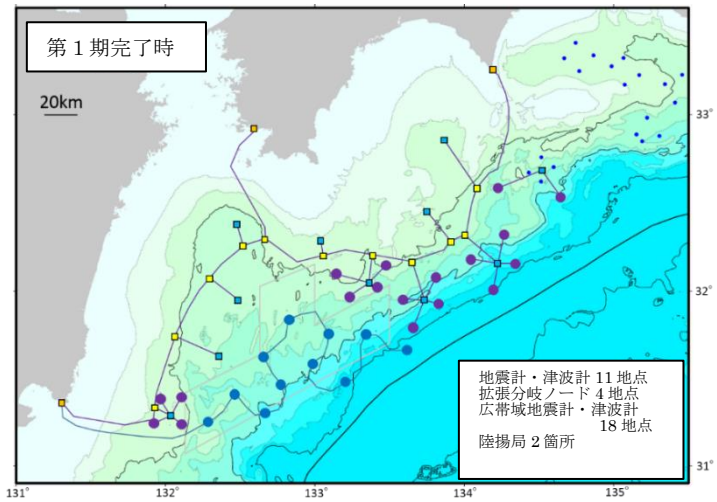 第１期完了時
20km
33°
32°
31°
地震計・津波計 11 地点
拡張分岐ノード 4 地点
広帯域地震計・津波計
18 地点
陸揚局 2 箇所
131° 132° 133° 134° 135°